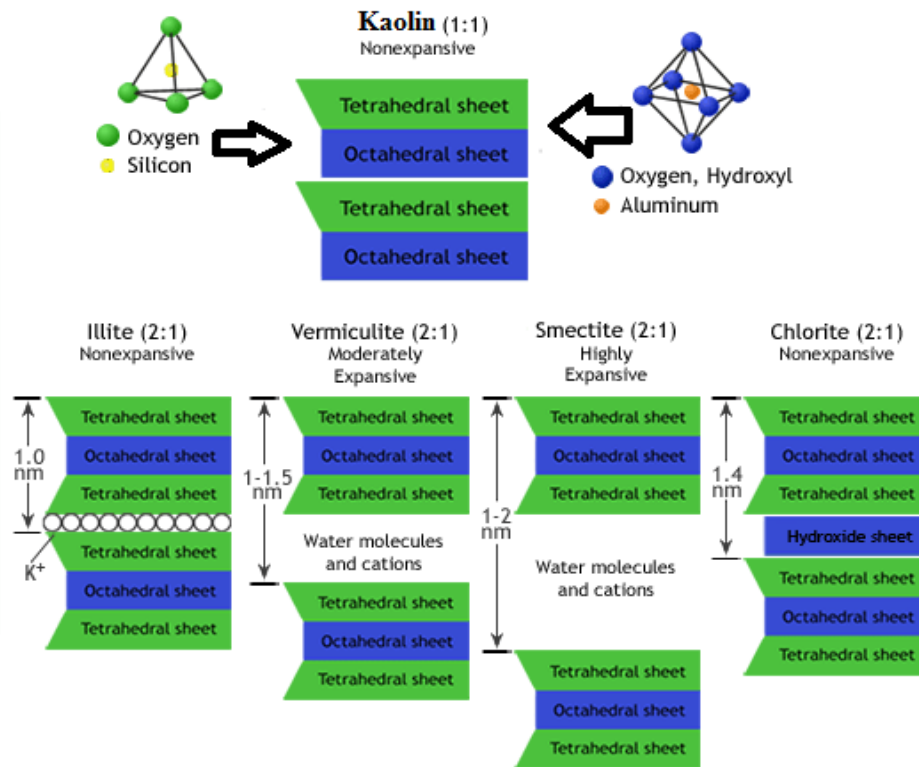 Kaolin (1:1)
Nonexpansive
Tetrahedral sheet
Octahedral sheet
Tetrahedral sheet
Octahedral sheet
Oxygen
Silicon
Oxygen, Hydroxyl
Aluminum
Illite (2:1)
Nonexpansive
1.0
nm
Tetrahedral sheet
Octahedral sheet
Tetrahedral sheet
K⁺
Tetrahedral sheet
Octahedral sheet
Tetrahedral sheet
Vermiculite (2:1)
Moderately
Expansive
1-1.5
nm
Tetrahedral sheet
Octahedral sheet
Tetrahedral sheet
Water molecules
and cations
Tetrahedral sheet
Octahedral sheet
Tetrahedral sheet
Smectite (2:1)
Highly
Expansive
1-2
nm
Tetrahedral sheet
Octahedral sheet
Tetrahedral sheet
Water molecules
and cations
Tetrahedral sheet
Octahedral sheet
Tetrahedral sheet
Chlorite (2:1)
Nonexpansive
1.4
nm
Tetrahedral sheet
Octahedral sheet
Tetrahedral sheet
Hydroxide sheet
Tetrahedral sheet
Octahedral sheet
Tetrahedral sheet